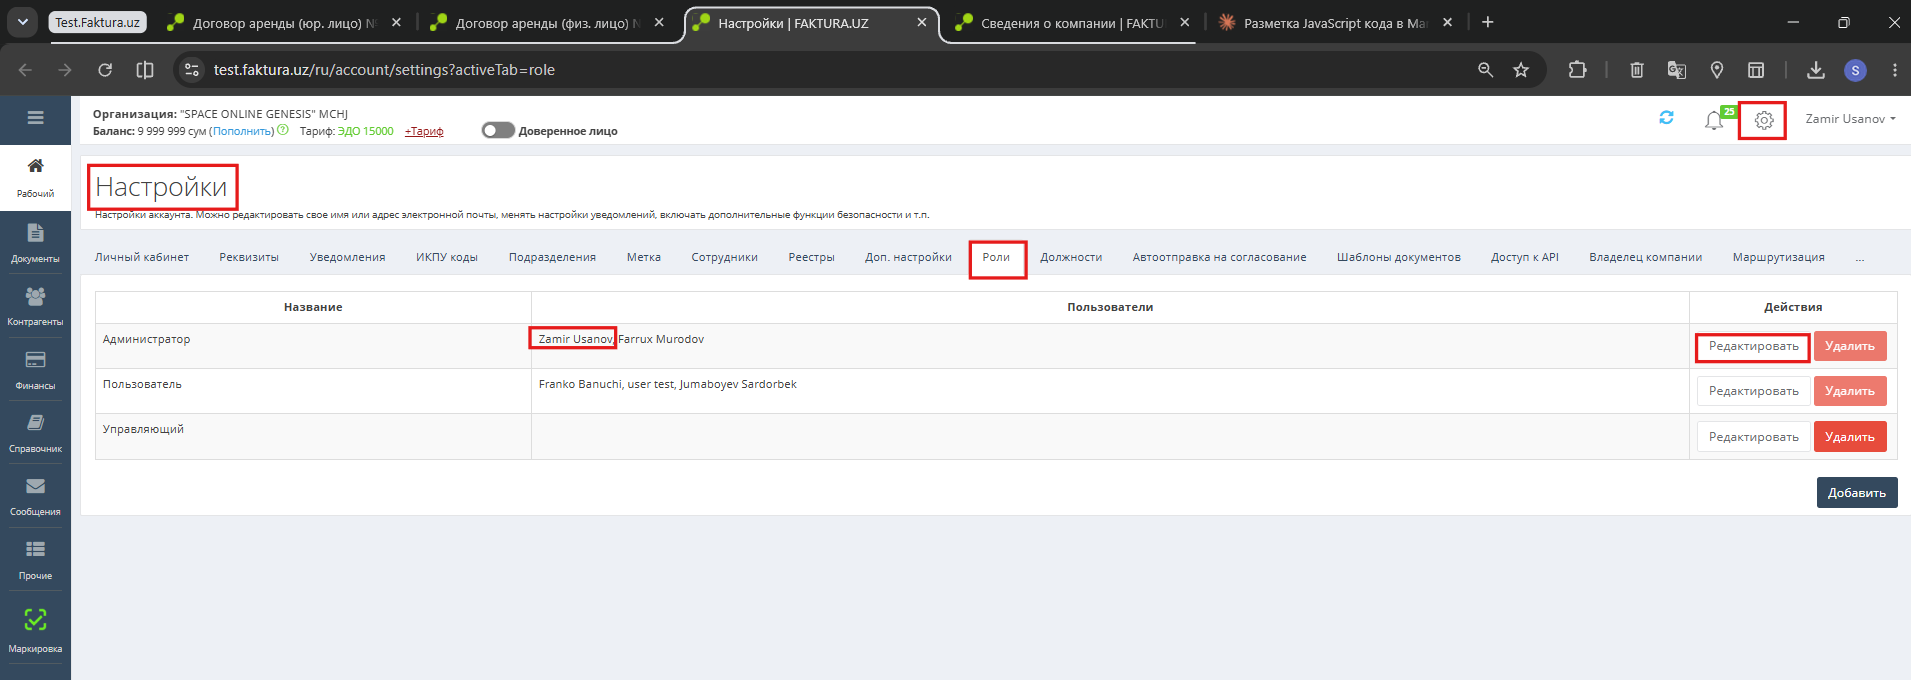 Test.Faktura.uz
Договор аренды (юр. лицо) №
Договор аренды (физ. лицо) №
Настройки | FAKTURA.UZ
Сведения о компании | FAKTU
Разметка JavaScript кода в Ma
test.faktura.uz/ru/account/settings?activeTab=role
S
Организация: "SPACE ONLINE GENESIS" MCHJ
Баланс: 9 999 999 сум (Пополнить) Тариф: ЭДО 15000 +Тариф
Доверенное лицо
25
Zamir Usanov
Рабочий
Документы
Контрагенты
Финансы
Справочник
Сообщения
Прочие
Маркировка
Настройки
Настройки аккаунта. Можно редактировать свое имя или адрес электронной почты, менять настройки уведомлений, включать дополнительные функции безопасности и т.п.
Личный кабинет Реквизиты Уведомления ИКПУ коды Подразделения Метка Сотрудники Реестры Доп. настройки Роли Должности Автоотправка на согласование Шаблоны документов Доступ к API Владелец компании Маршрутизация ...
Название Пользователи Действия
Администратор Zamir Usanov, Farrux Murodov Редактировать Удалить
Пользователь Franko Banuchi, user test, Jumaboyev Sardorbek Редактировать Удалить
Управляющий Редактировать Удалить
Добавить